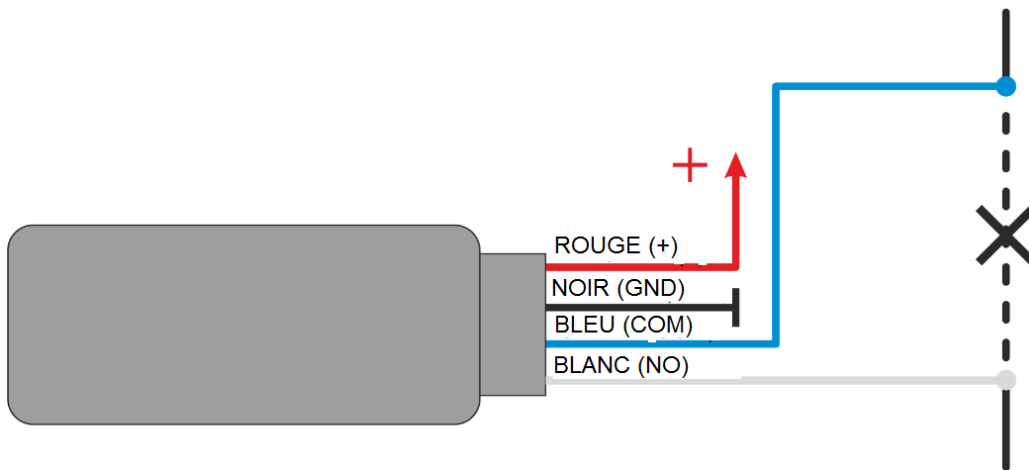 +
ROUGE (+)
NOIR (GND)
BLEU (COM)
BLANC (NO)